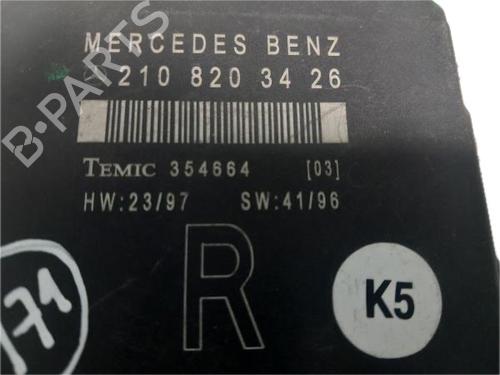 MERCEDES BENZ
210 820 34 26
TEMIC 354664 [03]
HW:23/97 SW:41/96
R
K5
171
B-PARTS